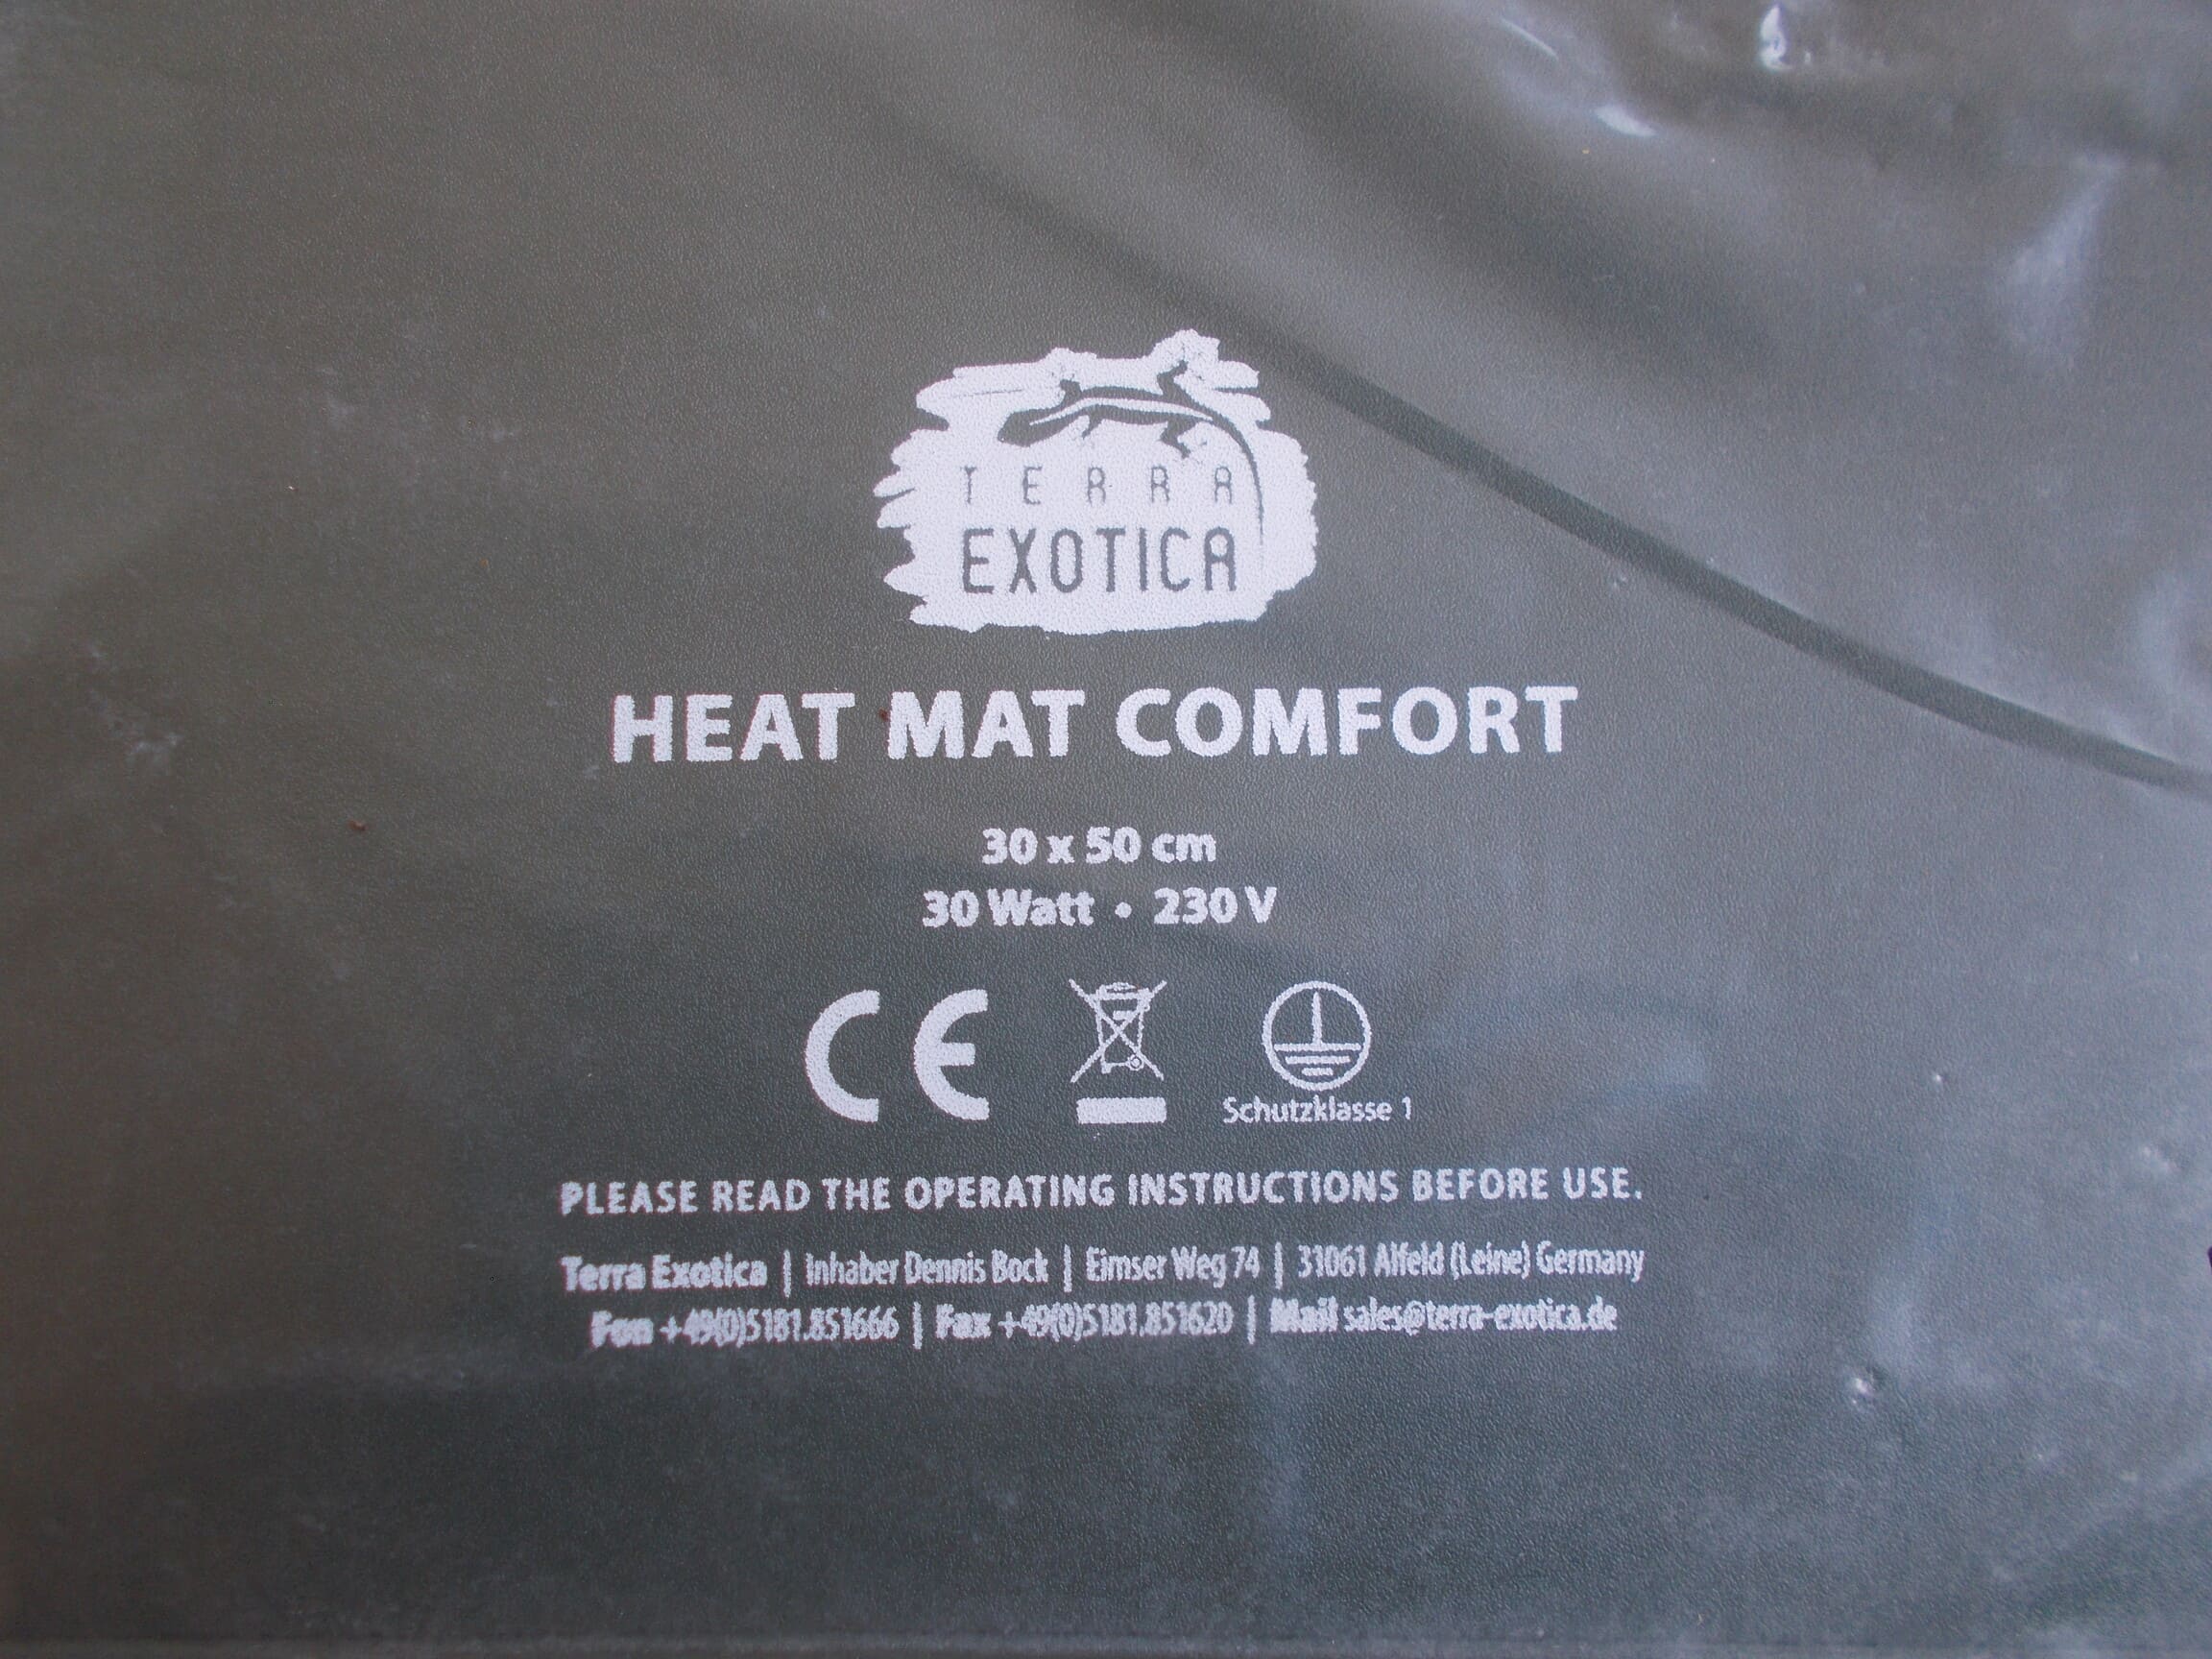 TERRA
EXOTICA
HEAT MAT COMFORT
30 x 50 cm
30 Watt • 230 V
CE
Schutzklasse 1
PLEASE READ THE OPERATING INSTRUCTIONS BEFORE USE.
Terra Exotica | Inhaber Dennis Bock | Eimser Weg 74 | 31061 Alfeld (Leine) Germany
Fon +49(0)5181.851666 | Fax +49(0)5181.851620 | Mail sales@terra-exotica.de